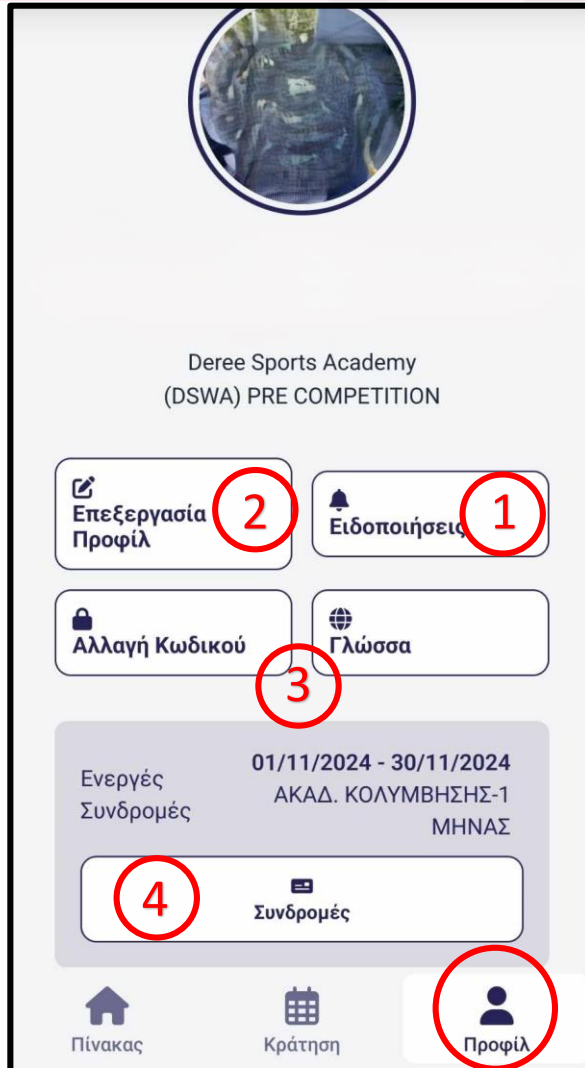 Deree Sports Academy
(DSWA) PRE COMPETITION
Επεξεργασία
Προφίλ
2
Ειδοποιήσεις
1
Αλλαγή Κωδικού
Γλώσσα
3
Ενεργές
Συνδρομές
01/11/2024 - 30/11/2024
ΑΚΑΔ. ΚΟΛΥΜΒΗΣΗΣ-1
ΜΗΝΑΣ
4
Συνδρομές
Πίνακας
Κράτηση
Προφίλ